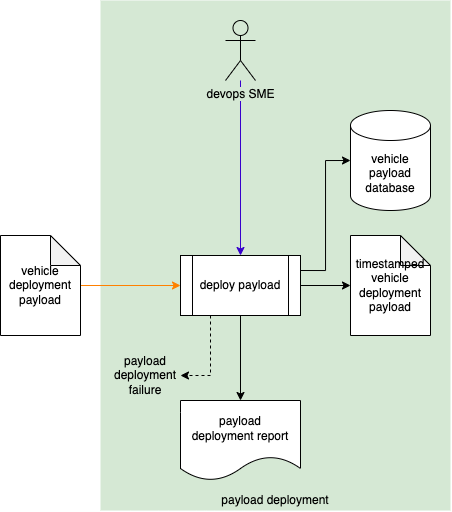 devops SME
vehicle
payload
database
vehicle
deployment
payload
deploy payload
timestamped
vehicle
deployment
payload
payload
deployment
failure
payload
deployment report
payload deployment